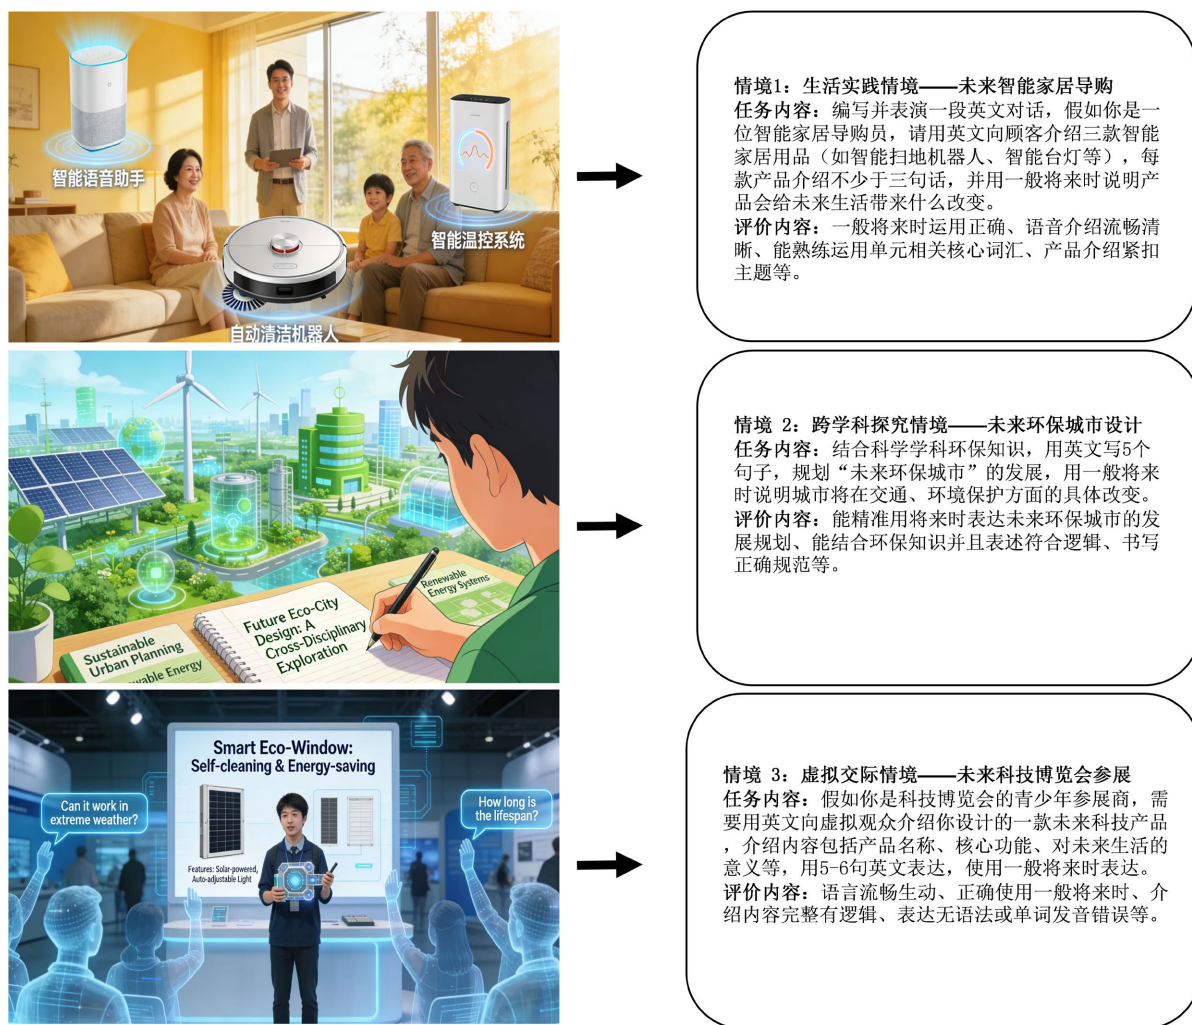 智能语音助手
智能温控系统
自动清洁机器人
情境1：生活实践情境——未来智能家居导购
任务内容：编写并表演一段英文对话，假如你是一
位智能家居导购员，请用英文向顾客介绍三款智能
家居用品（如智能扫地机器人、智能台灯等），每
款产品介绍不少于三句话，并用一般将来时说明产
品会给未来生活带来什么改变。
评价内容：一般将来时运用正确、语音介绍流畅清
晰、能熟练运用单元相关核心词汇、产品介绍紧扣
主题等。
Sustainable
Urban Planning
wable Energy
Future Eco-City
Design: A
Cross-Disciplinary
Exploration
Renewable
Energy Systems
情境 2：跨学科探究情境——未来环保城市设计
任务内容：结合科学学科环保知识，用英文写5个
句子，规划“未来环保城市”的发展，用一般将来
时说明城市将在交通、环境保护方面的具体改变。
评价内容：能精准用将来时表达未来环保城市的发
展规划、能结合环保知识并且表述符合逻辑、书写
正确规范等。
Smart Eco-Window:
Self-cleaning & Energy-saving
Can it work in
extreme weather?
How long is
the lifespan?
Features: Solar-powered,
Auto-adjustable Light
情境 3：虚拟交际情境——未来科技博览会参展
任务内容：假如你是科技博览会的青少年参展商，需
要用英文向虚拟观众介绍你设计的一款未来科技产品
，介绍内容包括产品名称、核心功能、对未来生活的
意义等，用5-6句英文表达，使用一般将来时表达。
评价内容：语言流畅生动、正确使用一般将来时、介
绍内容完整有逻辑、表达无语法或单词发音错误等。